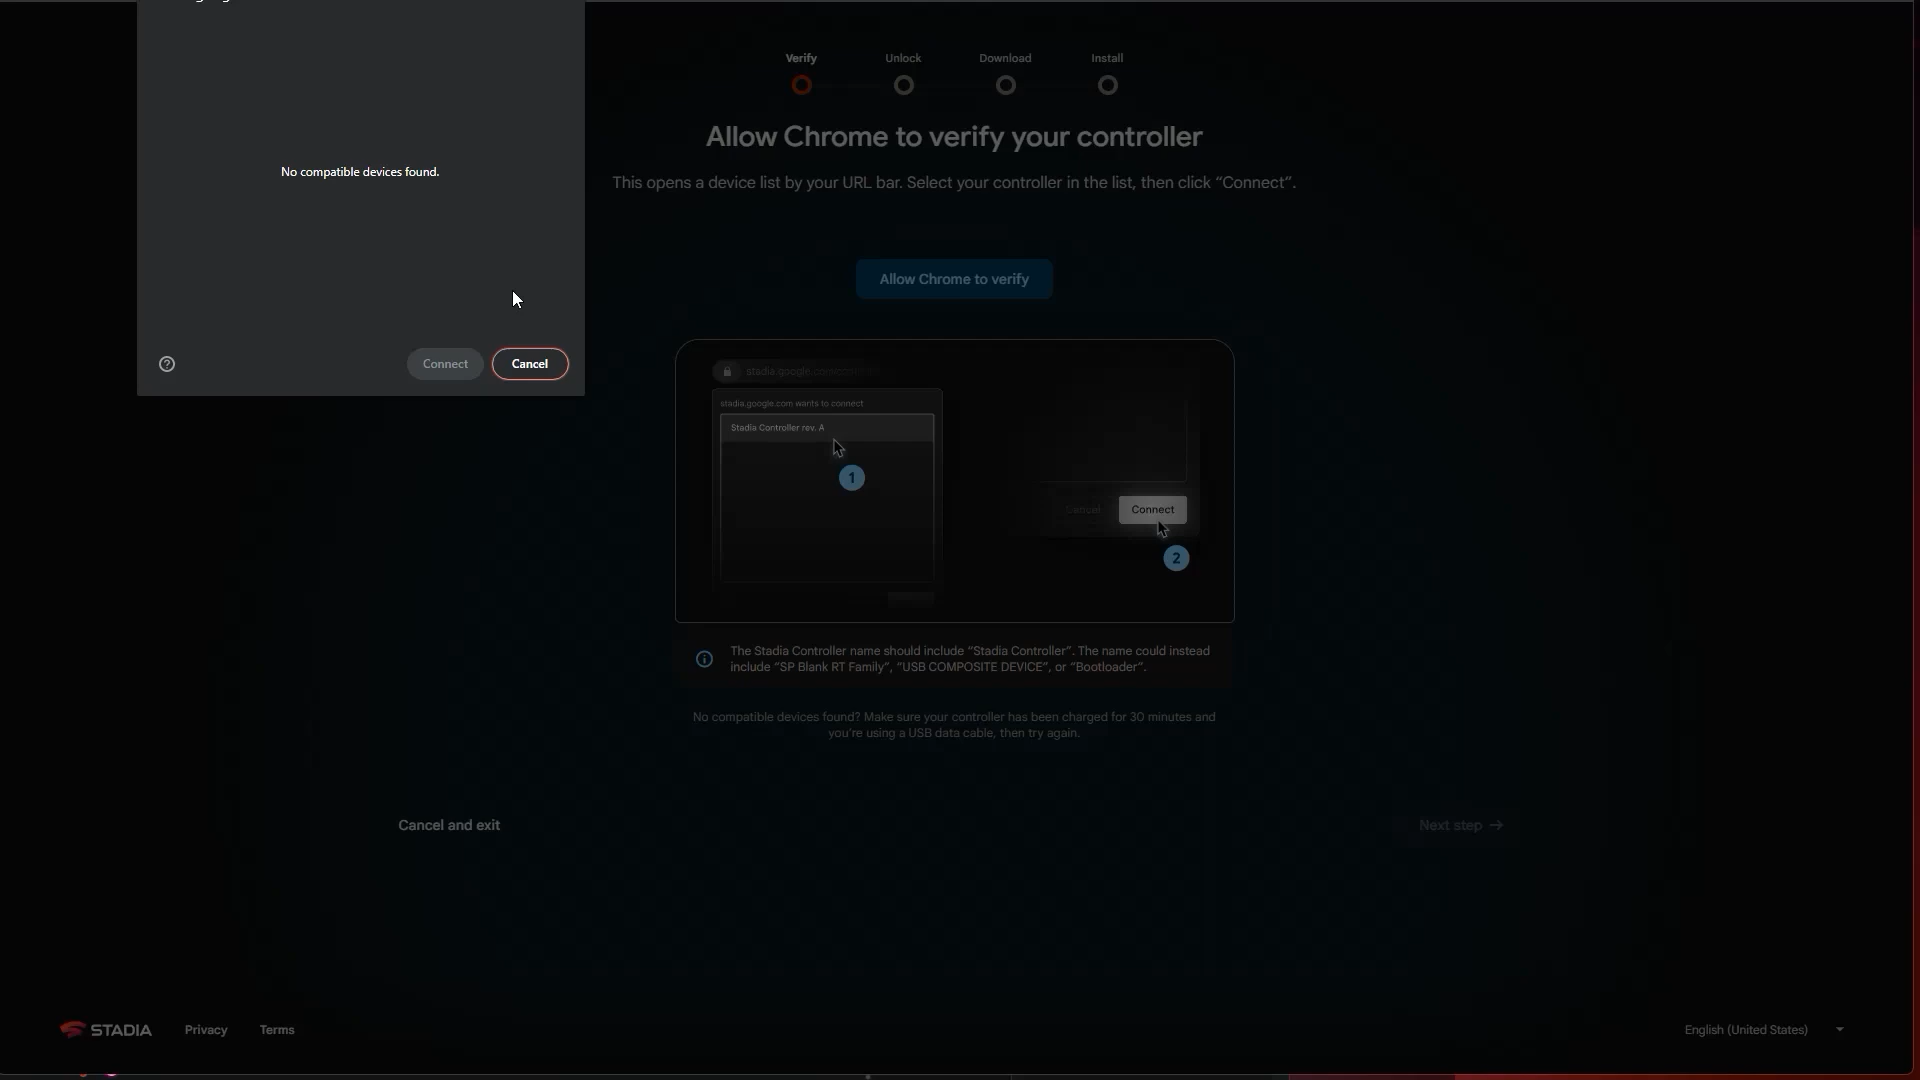 No compatible devices found.
Connect
Cancel
Verify
Unlock
Download
Install
Allow Chrome to verify your controller
This opens a device list by your URL bar. Select your controller in the list, then click “Connect”.
Allow Chrome to verify
stadia.google.com
stadia.google.com wants to connect
Stadia Controller rev. A
1
Cancel
Connect
2
The Stadia Controller name should include “Stadia Controller”. The name could instead
include “SP Blank RT Family”, “USB COMPOSITE DEVICE”, or “Bootloader”.
No compatible devices found? Make sure your controller has been charged for 30 minutes and
you’re using a USB data cable, then try again.
Cancel and exit
Next step
STADIA
Privacy
Terms
English (United States)